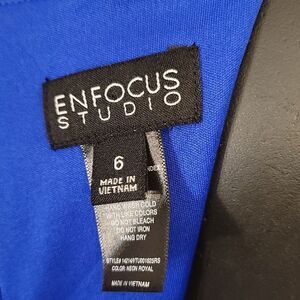 ENFOCUS
STUDIO
6
MADE IN
VIETNAM
HAND WASH COLD
WITH LIKE COLORS
DO NOT BLEACH
DO NOT IRON
HANG DRY
COLOR: NEON ROYAL
MADE IN VIETNAM